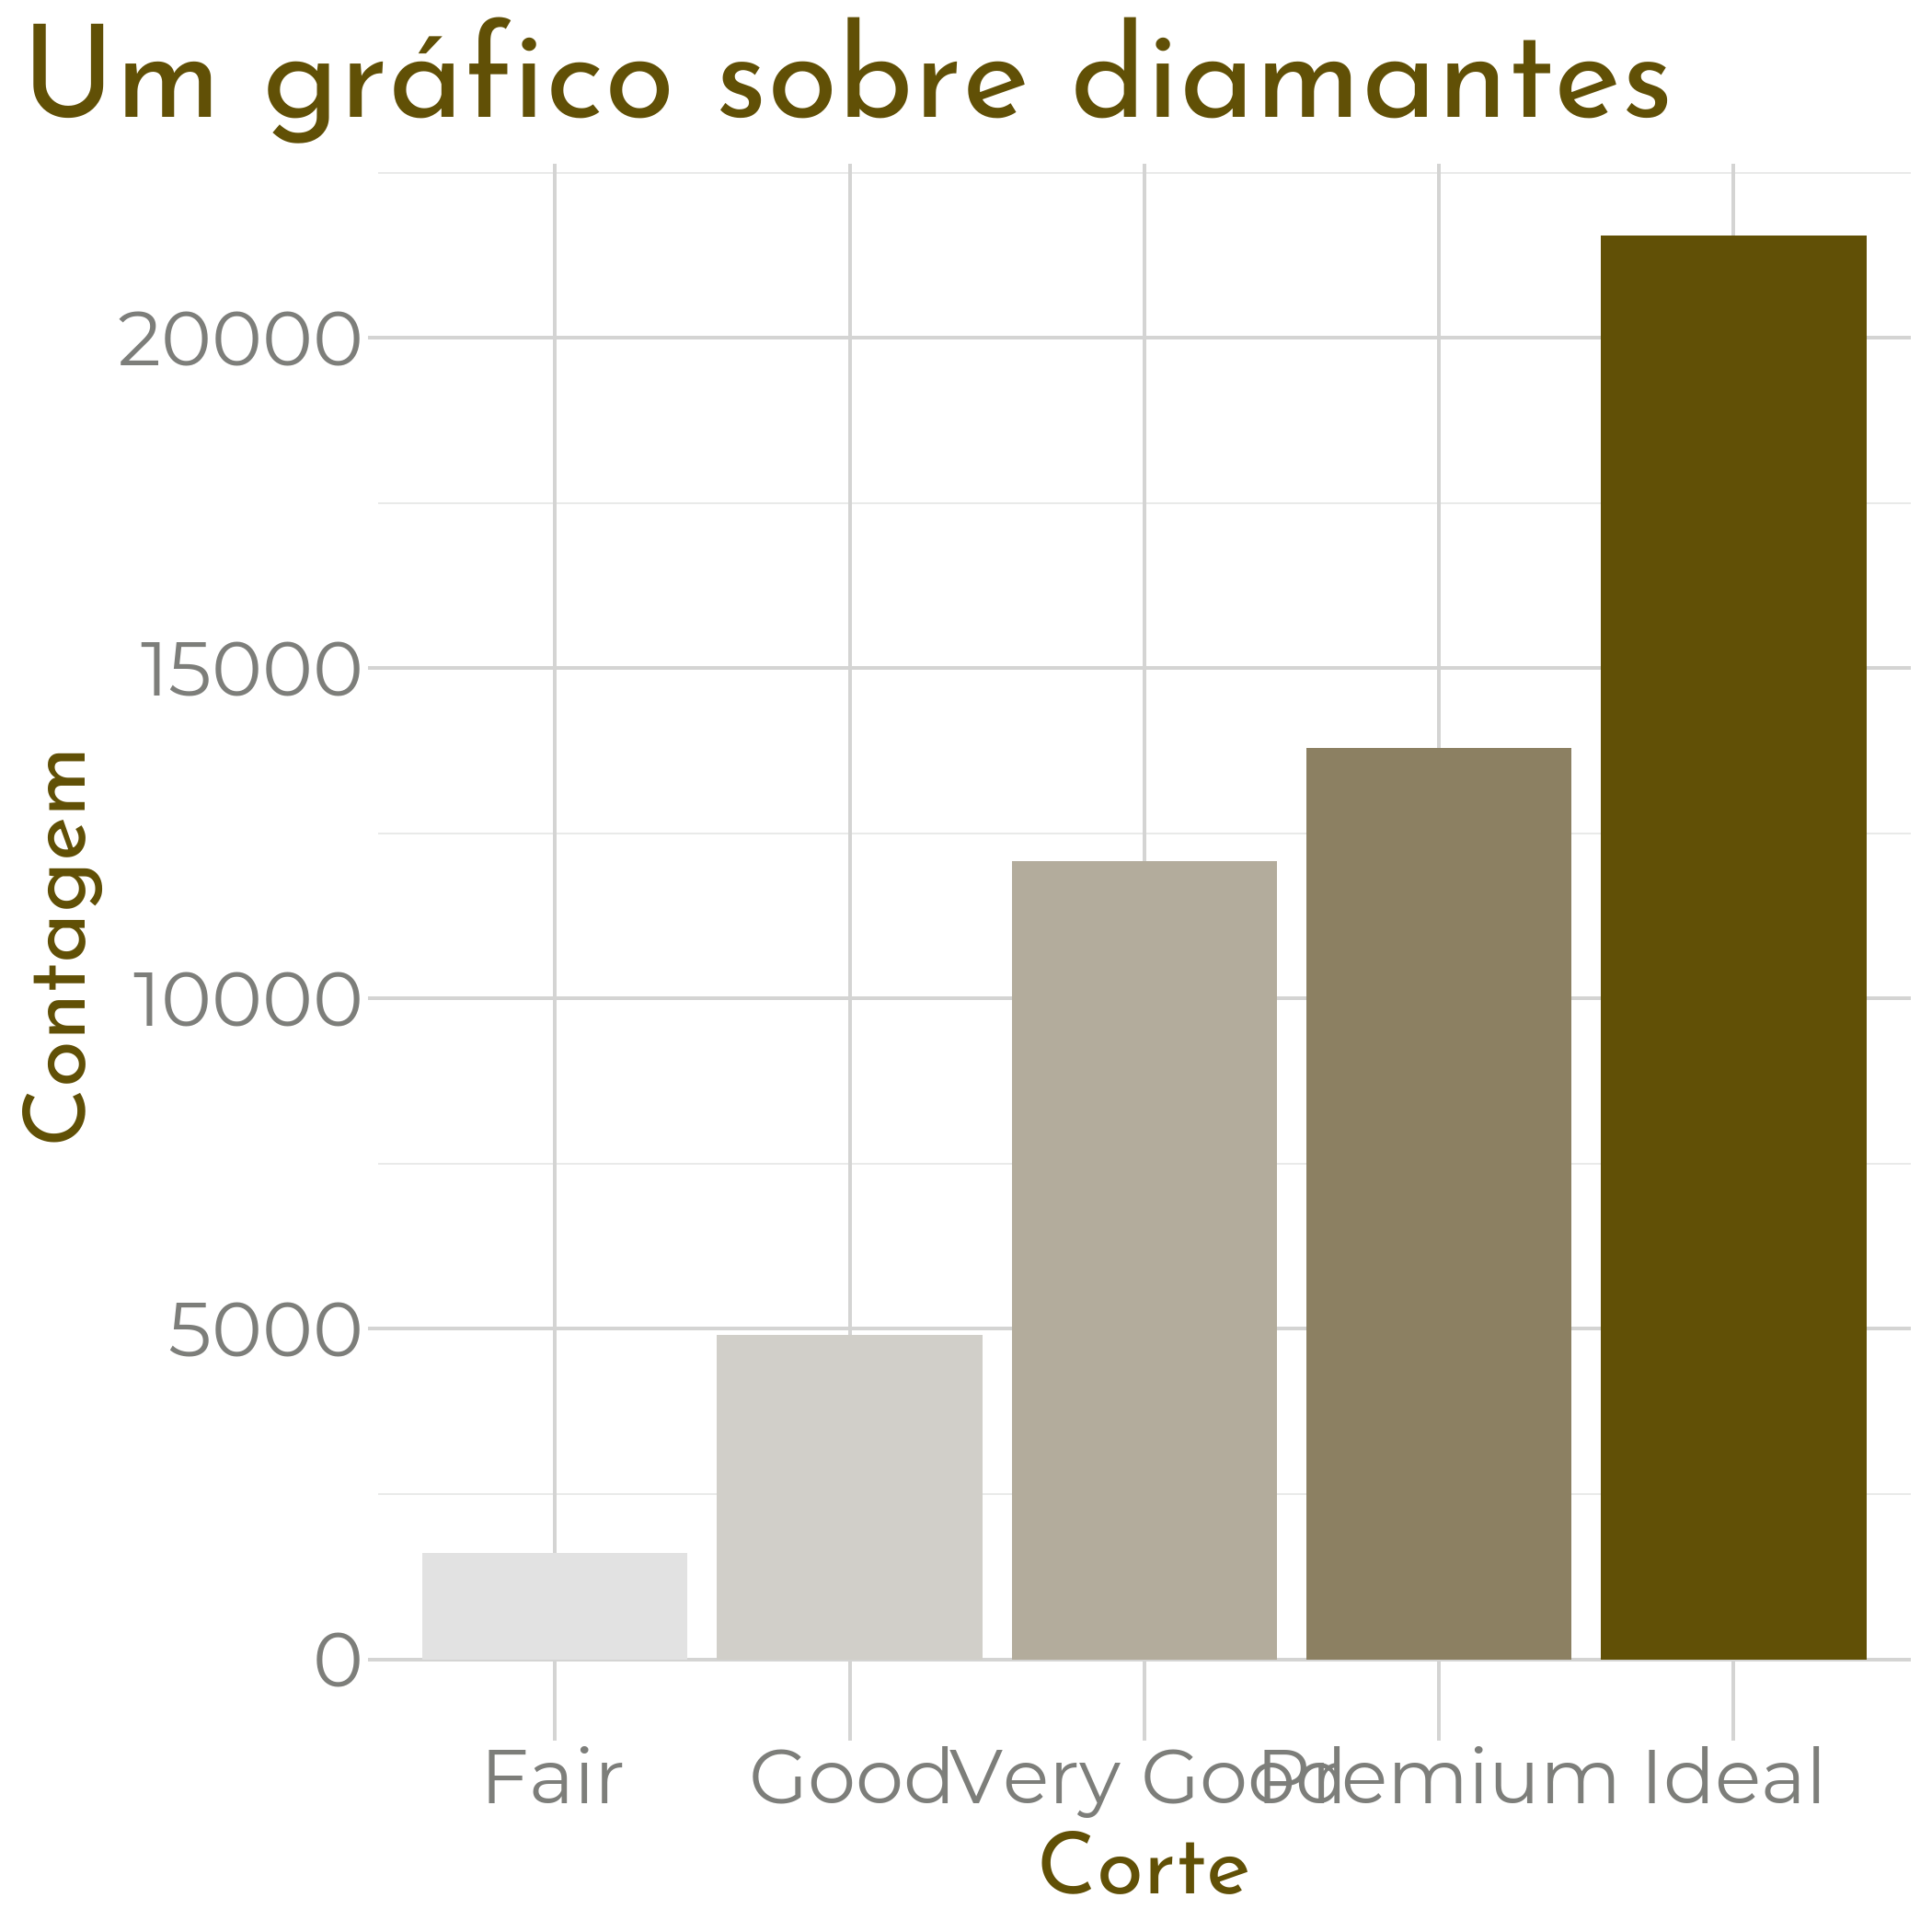 Um gráfico sobre diamantes
20000
15000
10000
5000
0
Contagem
Fair Good Very Good Premium Ideal
Corte